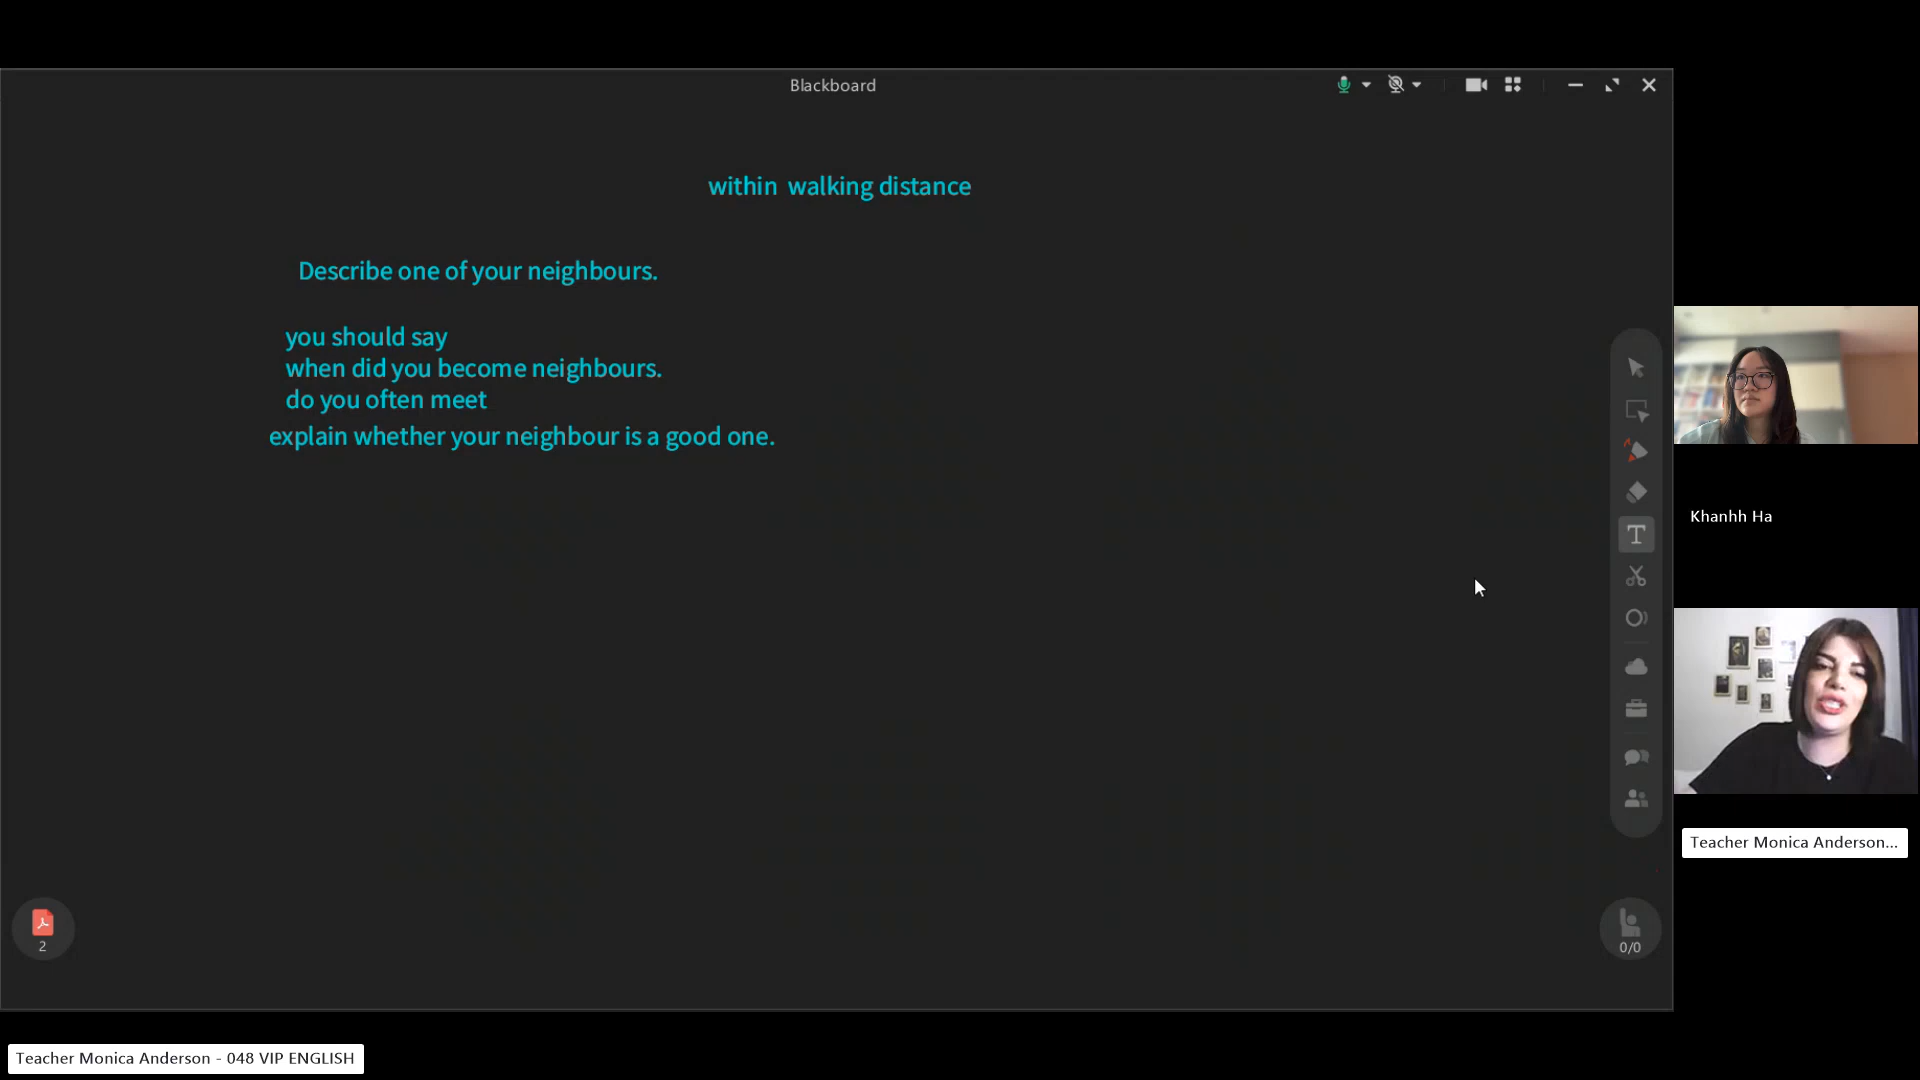 Blackboard
within walking distance
Describe one of your neighbours.
you should say
when did you become neighbours.
do you often meet
explain whether your neighbour is a good one.
Khanhh Ha
Teacher Monica Anderson...
2
0/0
Teacher Monica Anderson - 048 VIP ENGLISH